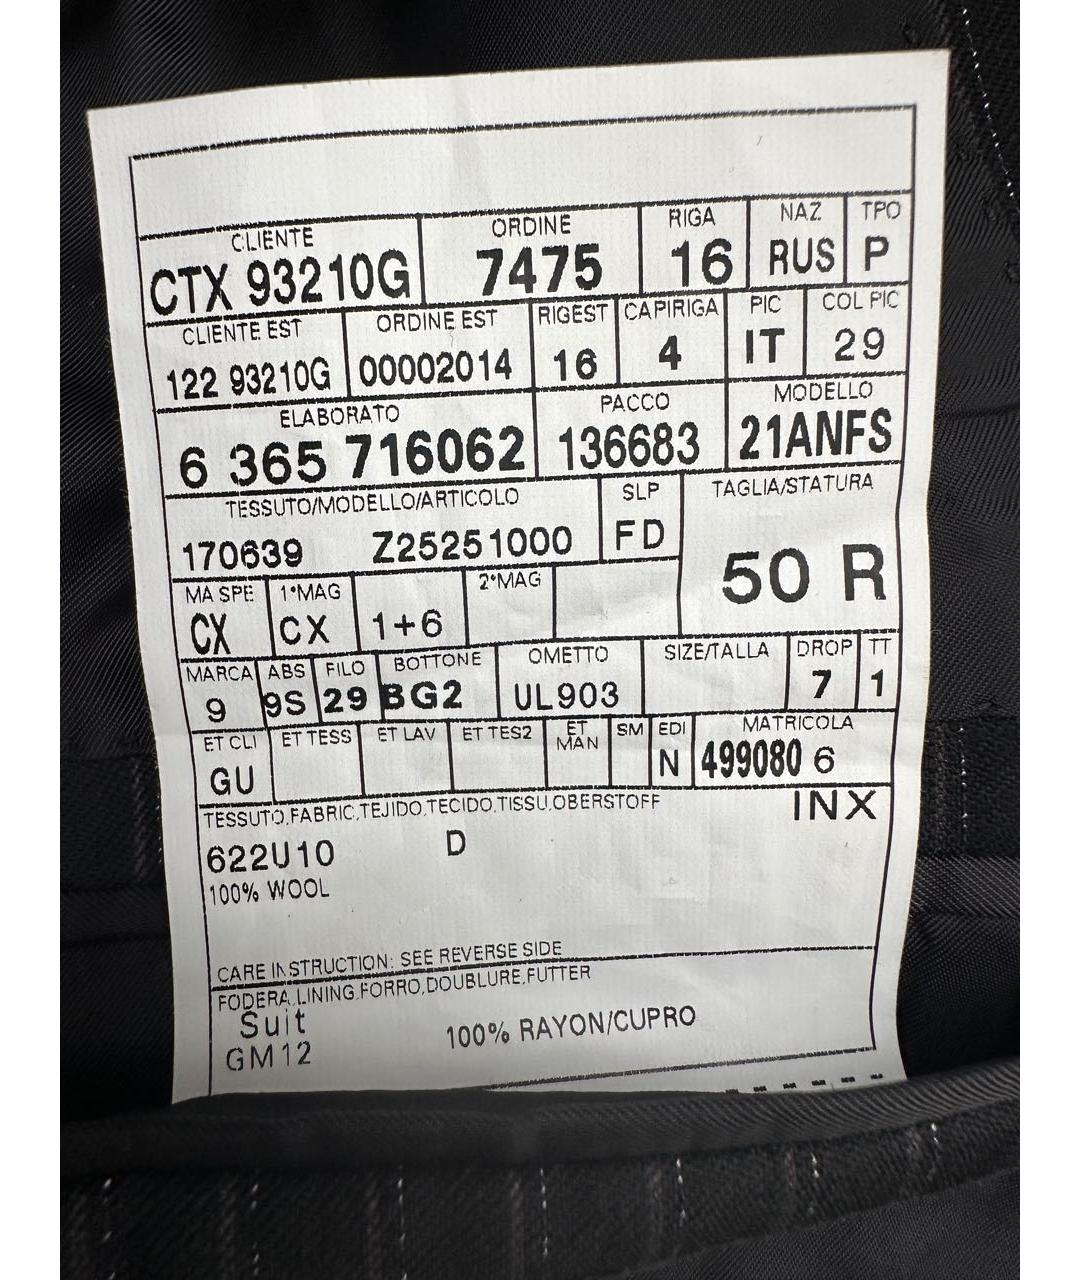 CLIENTE ORDINE RIGA NAZ. TPO
CTX 93210G 7475 16 RUS P
CLIENTE EST ORDINE EST RIGEST CAPIRIGA PIC COL PIC
122 93210G 00002014 16 4 IT 29
ELABORATO PACCO MODELLO
6 365 716062 136683 21ANFS
TESSUTO/MODELLO/ARTICOLO SLP TAGLIA/STATURA
170639 Z25251000 FD 50 R
MA SPE 1°MAG 2°MAG
CX CX 1+6
MARCA ABS FILO BOTTONE OMETTO SIZE/TALLA DROP TT
9 9S 29 BG2 UL903 7 1
ET CLI ET TESS ET LAV ET TES2 ET MAN SM EDI MATRICOLA
GU N 499080 6
TESSUTO,FABRIC,TEJIDO,TECIDO,TISSU,OBERSTOFF INX
622U10 D
100% WOOL
CARE INSTRUCTION: SEE REVERSE SIDE
FODERA,LINING,FORRO,DOUBLURE,FUTTER
Suit 100% RAYON/CUPRO
GM12